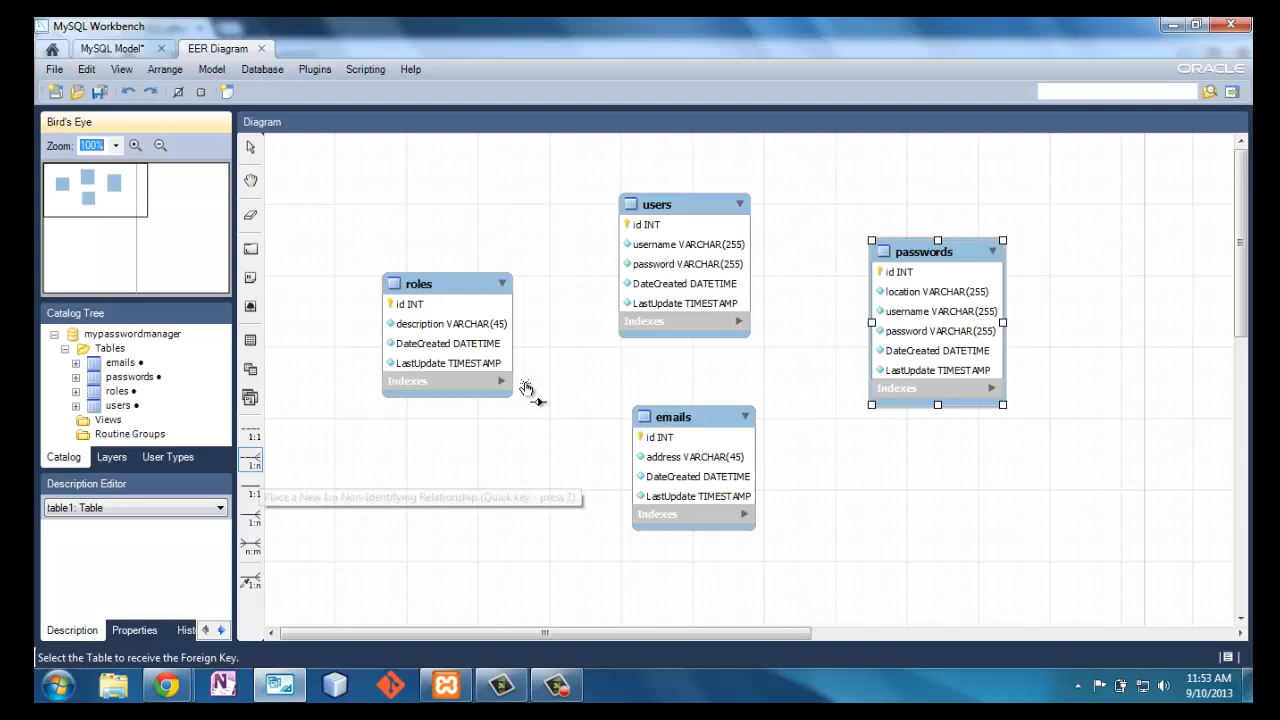 MySQL Workbench
MySQL Model*
EER Diagram
File Edit View Arrange Model Database Plugins Scripting Help
ORACLE
Bird's Eye
Diagram
Zoom: 100%
users
id INT
username VARCHAR(255)
password VARCHAR(255)
DateCreated DATETIME
LastUpdate TIMESTAMP
Indexes
passwords
id INT
location VARCHAR(255)
username VARCHAR(255)
password VARCHAR(255)
DateCreated DATETIME
LastUpdate TIMESTAMP
Indexes
roles
id INT
description VARCHAR(45)
DateCreated DATETIME
LastUpdate TIMESTAMP
Indexes
emails
id INT
address VARCHAR(45)
DateCreated DATETIME
LastUpdate TIMESTAMP
Indexes
Catalog Tree
mypasswordmanager
Tables
emails •
passwords •
roles •
users •
Views
Routine Groups
Catalog Layers User Types
Description Editor
table1: Table
1:1
1:n
1:1
1:n
n:m
1:n
Place a New 1:n Non-Identifying Relationship.(Quick key - press 2)
Description Properties Hist
Select the Table to receive the Foreign Key.
11:53 AM
9/10/2013